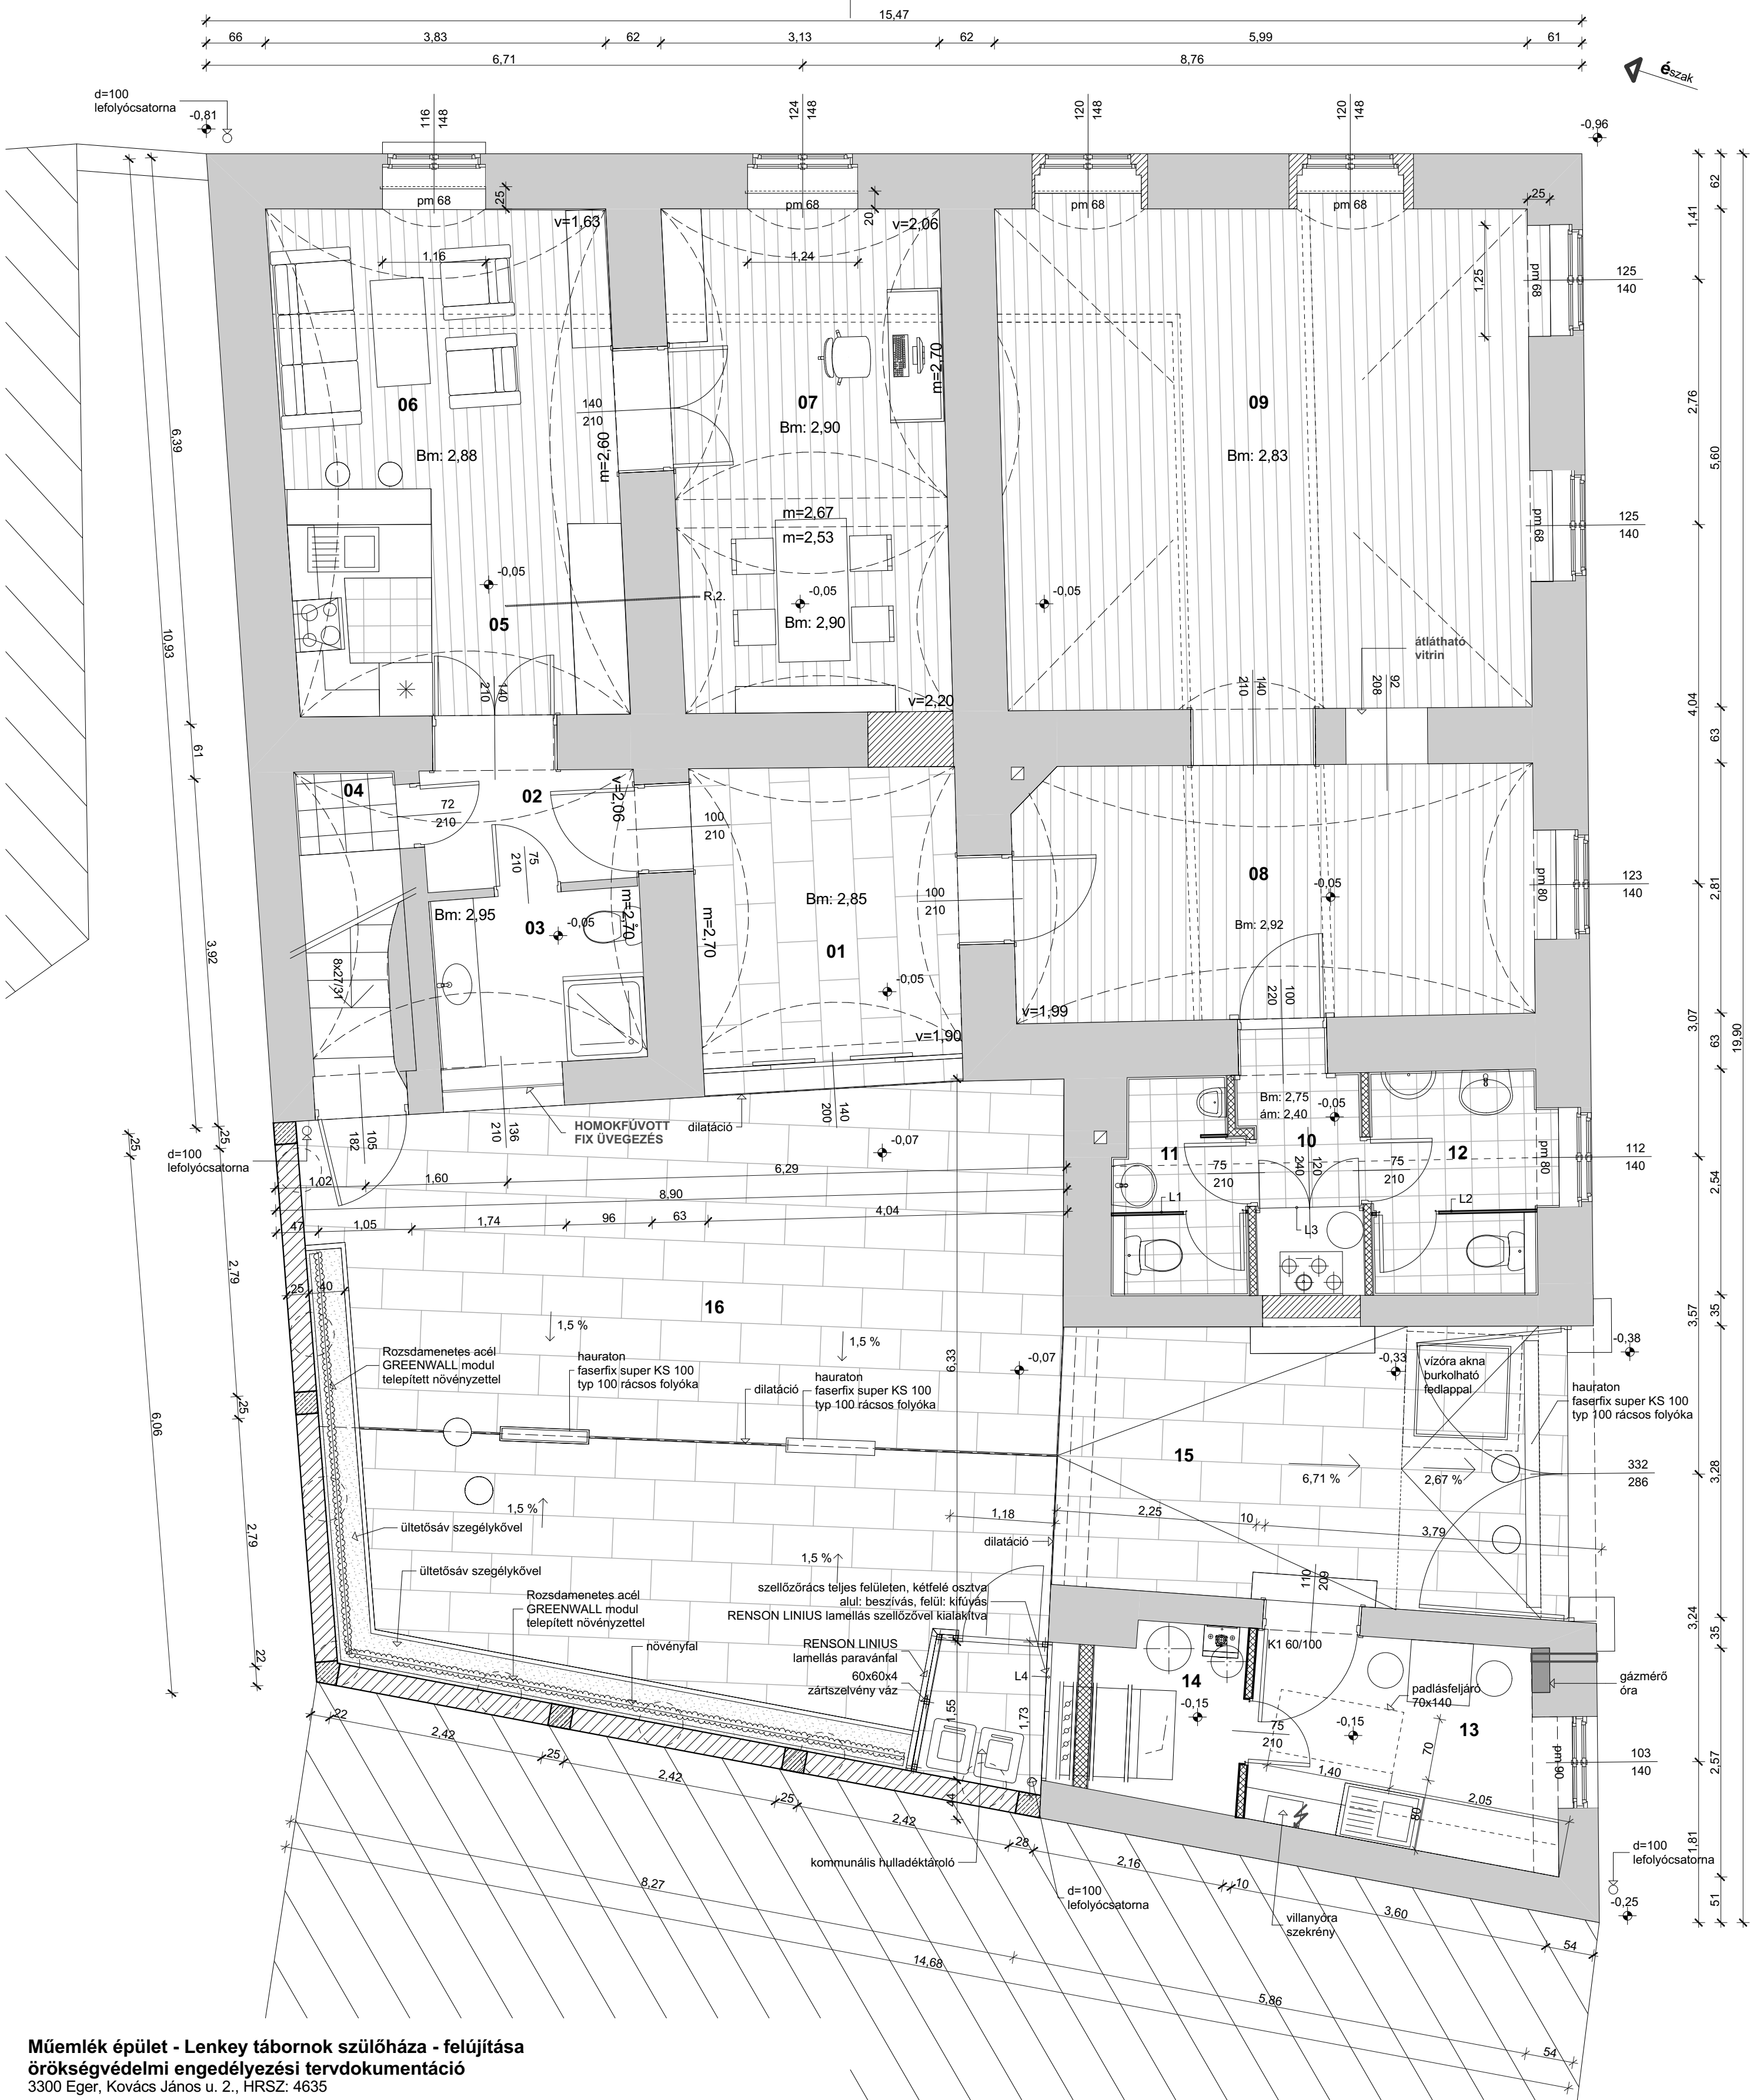 15,47
66
3,83
62
3,13
62
5,99
61
6,71
8,76
észak
d=100
lefolyócsatorna
-0,81
116
148
124
148
120
148
120
148
-0,96
pm 68
25
v=1,63
pm 68
20
v=2,06
pm 68
pm 68
25
62
1,41
1,16
1,24
1,25
pm 68
125
140
m=2,70
06
07
09
2,76
140
210
6,39
Bm: 2,88
m=2,60
Bm: 2,90
Bm: 2,83
5,60
m=2,67
m=2,53
pm 68
125
140
-0,05
R.2.
-0,05
-0,05
05
Bm: 2,90
10,93
átlátható
vitrin
210
140
v=2,20
210
140
208
92
4,04
61
63
04
02
v=2,06
72
210
100
210
75
210
08
-0,05
pm 80
123
140
2,81
Bm: 2,95
03
-0,05
m=2,70
m=2,70
Bm: 2,85
100
210
Bm: 2,92
01
3,92
8x27/31
-0,05
220
100
v=1,99
v=1,90
3,07
63
19,90
105
182
136
210
HOMOKFÚVOTT
FIX ÜVEGEZÉS
dilatáció
140
200
Bm: 2,75
ám: 2,40
-0,05
25
25
25
d=100
lefolyócsatorna
-0,07
11
10
12
pm 80
112
140
75
210
240
120
75
210
2,54
1,02
1,60
6,29
8,90
L1
L2
L3
47
1,05
1,74
96
63
4,04
2,79
25
40
16
1,5 %
1,5 %
3,57
35
-0,38
Rozsdamenetes acél
GREENWALL modul
telepített növényzettel
hauraton
faserfix super KS 100
typ 100 rácsos folyóka
6,33
-0,07
-0,33
vízóra akna
burkolható
fedlappal
dilatáció
hauraton
faserfix super KS 100
typ 100 rácsos folyóka
hauraton
faserfix super KS 100
typ 100 rácsos folyóka
25
6,06
15
6,71 %
2,67 %
332
286
3,28
1,5 %
1,18
2,25
10
3,79
ültetősáv szegélykővel
dilatáció
2,79
1,5 %
ültetősáv szegélykővel
szellőzőrács teljes felületen, kétfelé osztva
alul: beszívás, felül: kifúvás
RENSON LINIUS lamellás szellőzővel kialakítva
110
209
Rozsdamenetes acél
GREENWALL modul
telepített növényzettel
3,24
35
növényfal
RENSON LINIUS
lamellás paravánfal
60x60x4
zártszelvény váz
K1 60/100
L4
22
14
padlásfeljáró
70x140
gázmérő
óra
1,55
1,73
-0,15
-0,15
13
75
210
70
pm 90
103
140
2,57
22
2,42
25
2,42
25
2,42
28
44
1,40
2,05
80
1,81
d=100
lefolyócsatorna
kommunális hulladéktároló
2,16
10
8,27
d=100
lefolyócsatorna
-0,25
51
villanyóra
szekrény
3,60
54
14,68
5,86
54
Műemlék épület - Lenkey tábornok szülőháza - felújítása
örökségvédelmi engedélyezési tervdokumentáció
3300 Eger, Kovács János u. 2., HRSZ: 4635